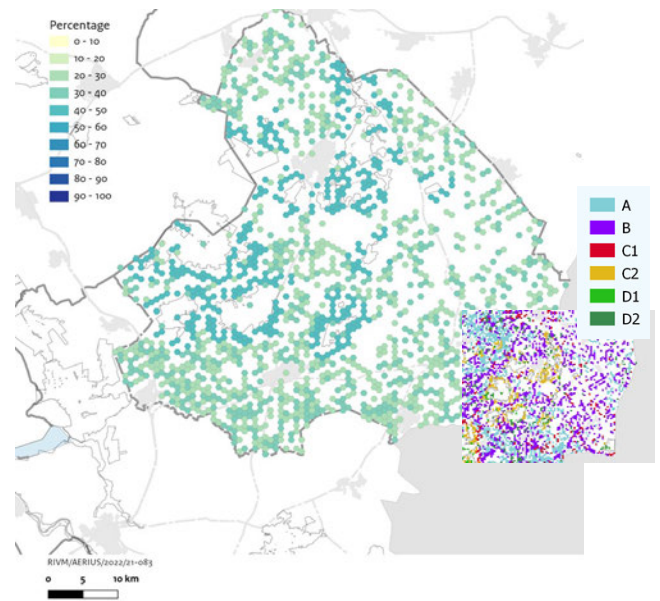 Percentage
0 - 10
10 - 20
20 - 30
30 - 40
40 - 50
50 - 60
60 - 70
70 - 80
80 - 90
90 - 100
A
B
C1
C2
D1
D2
RIVM/AERIUS/2022/21-083
0 5 10 km